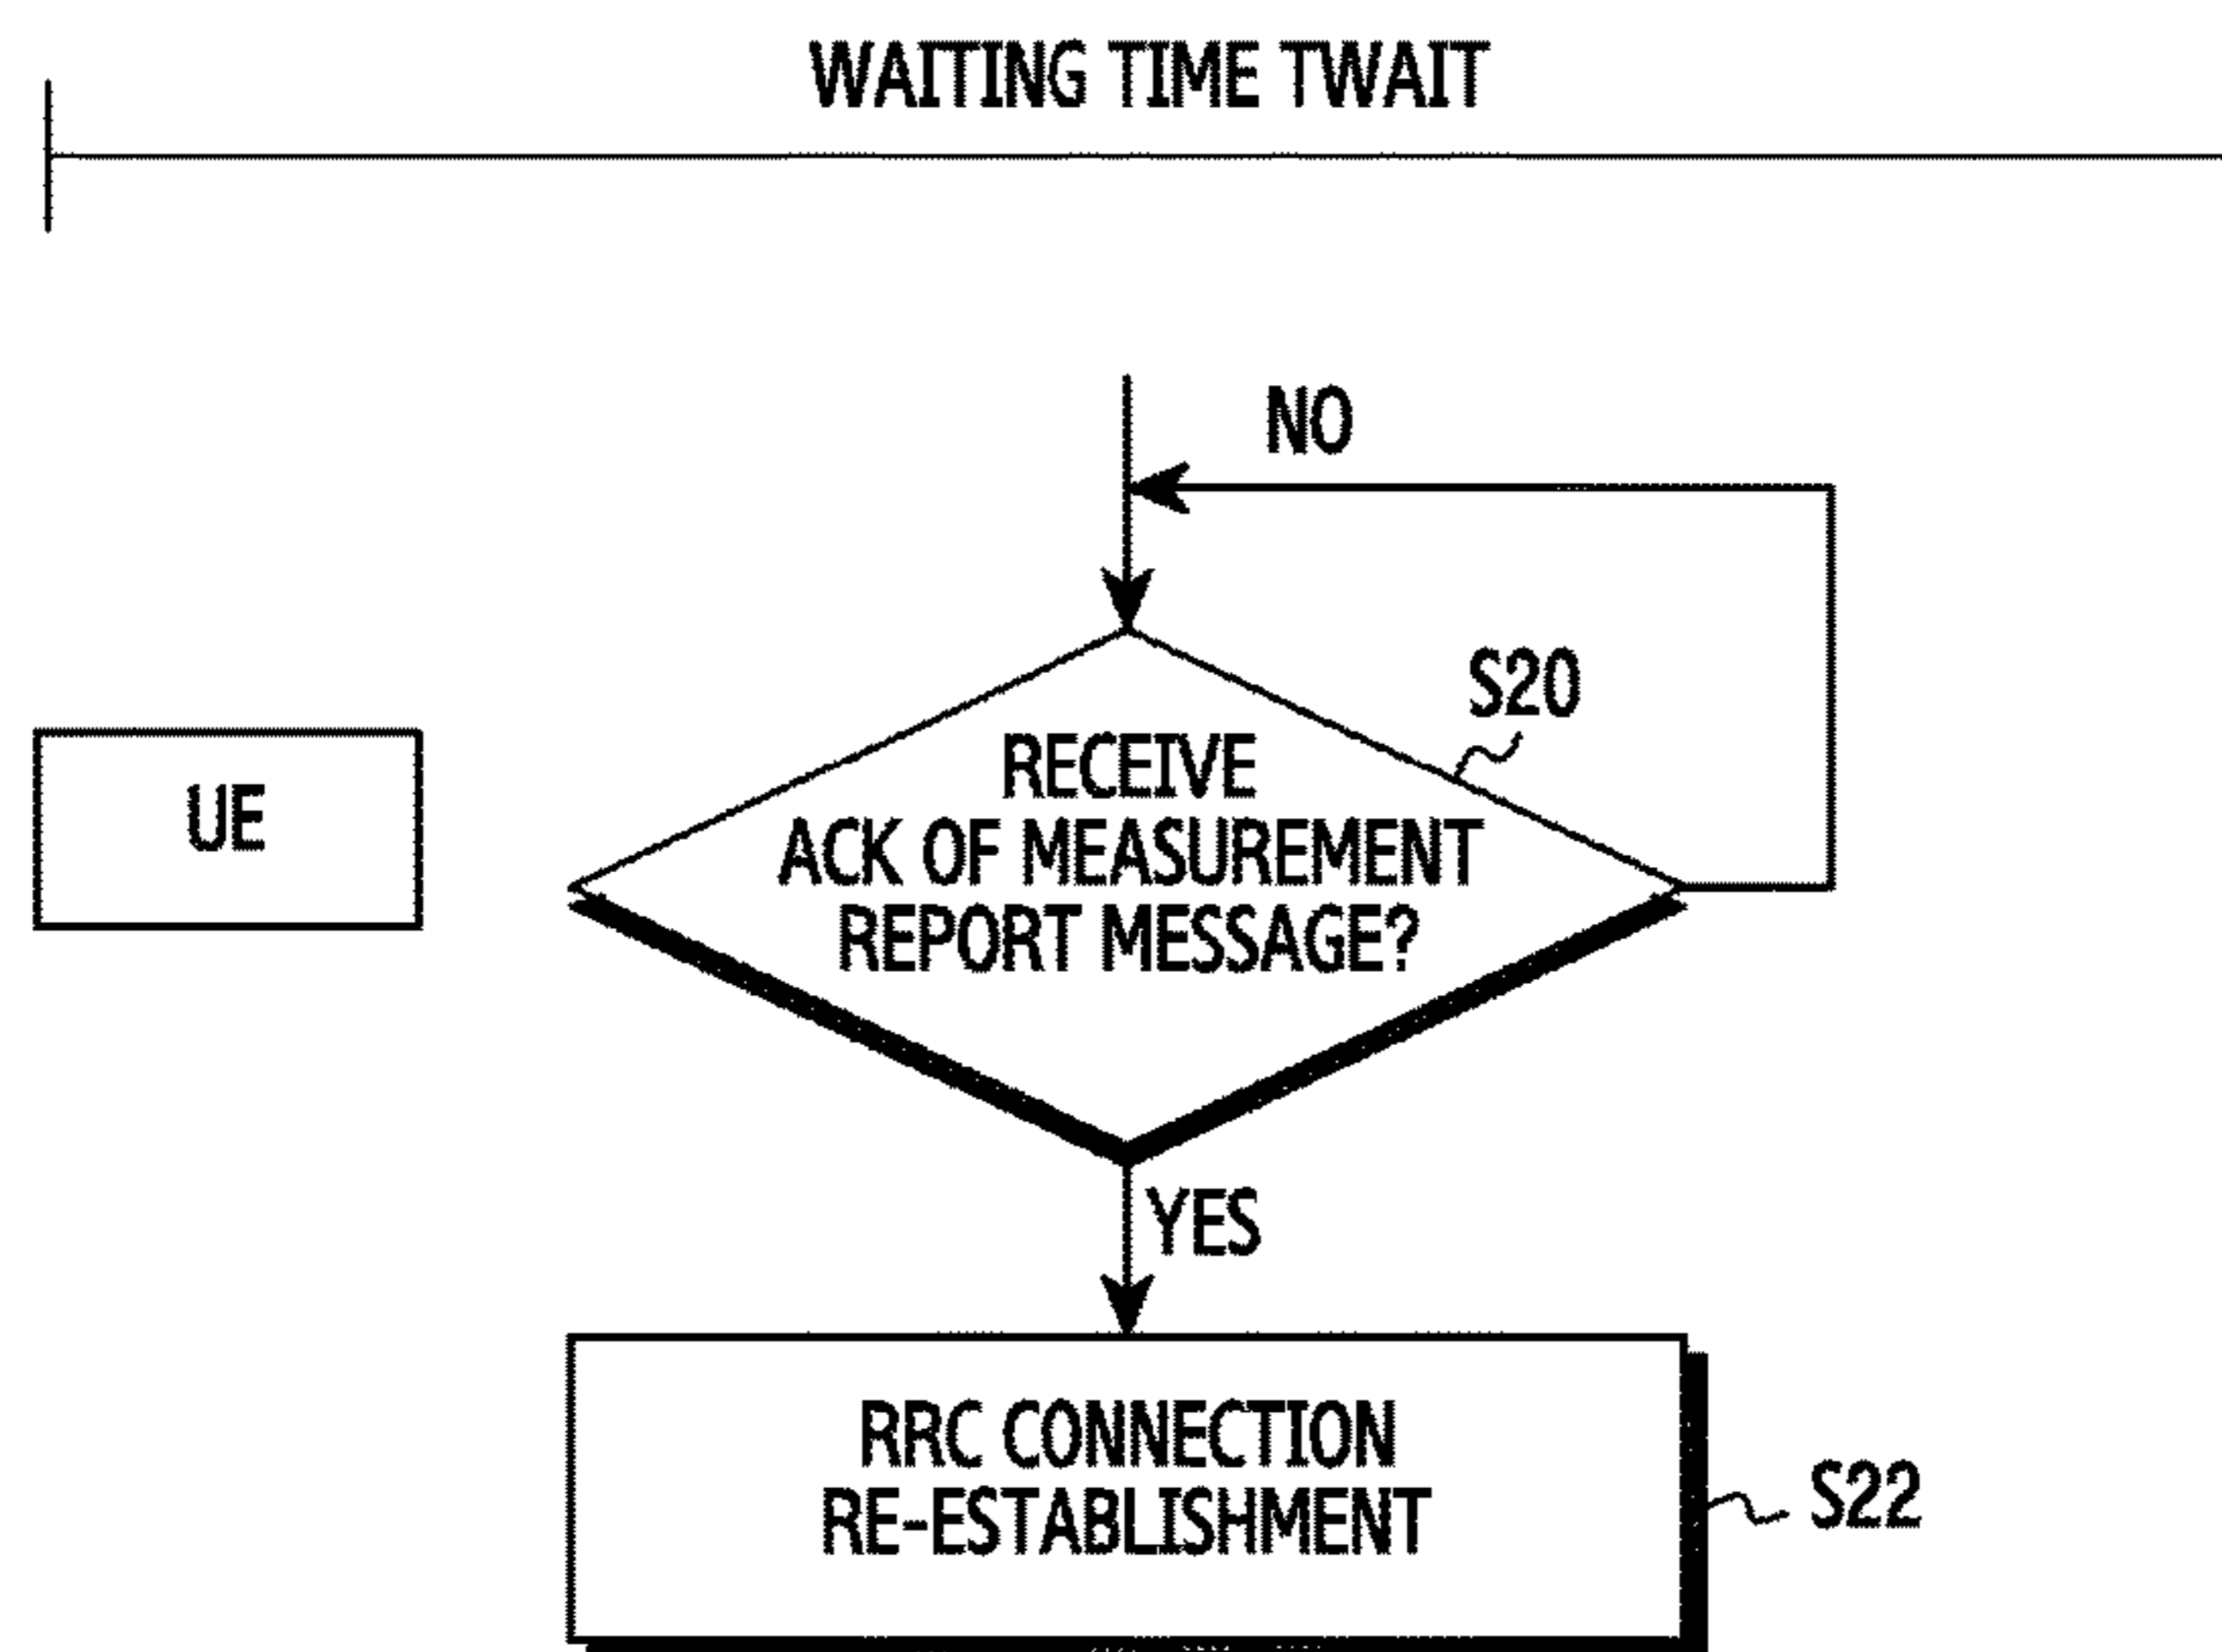 WAITING TIME TWAIT
NO
S20
UE
RECEIVE
ACK OF MEASUREMENT
REPORT MESSAGE?
YES
RRC CONNECTION
RE-ESTABLISHMENT
S22